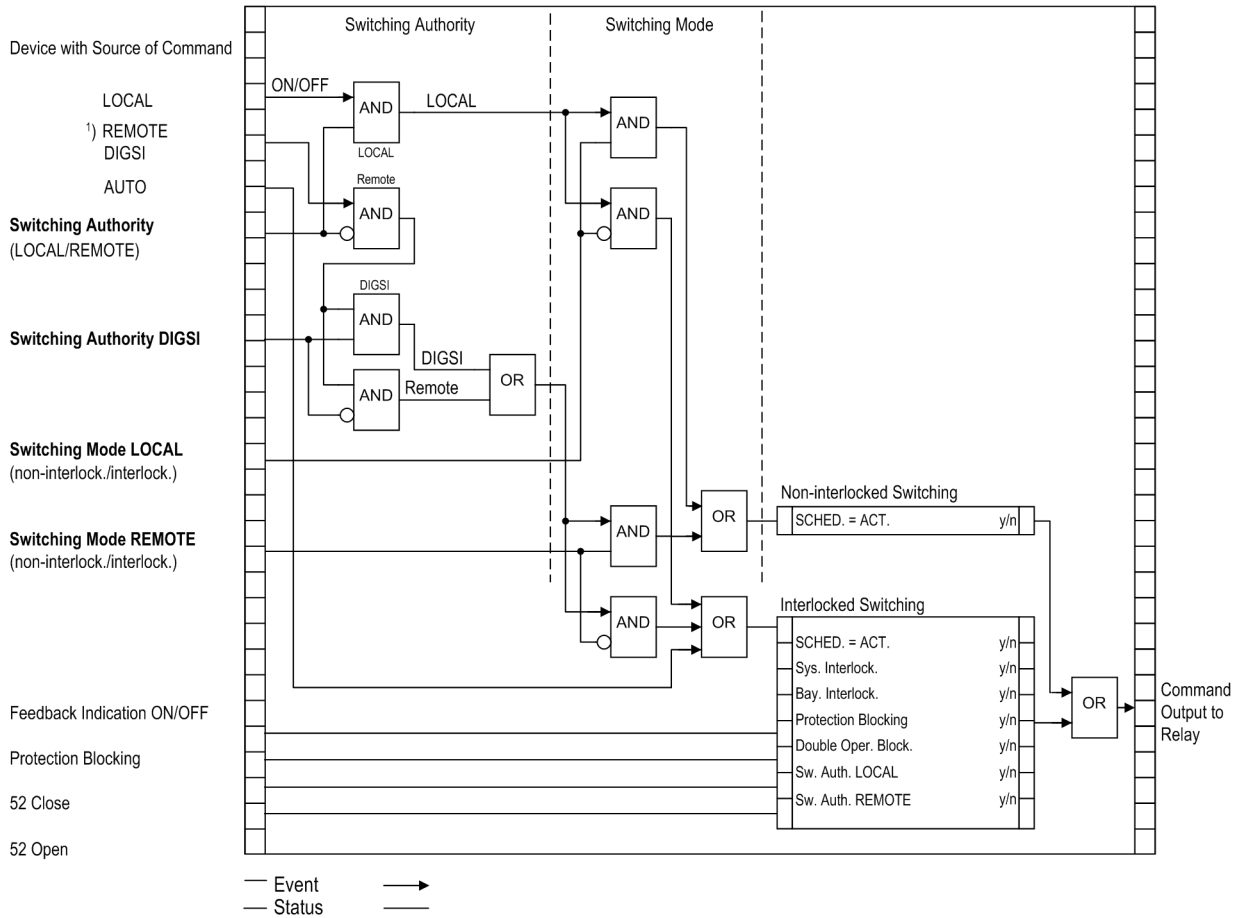 Switching Authority
Switching Mode
Device with Source of Command
ON/OFF
AND
LOCAL
LOCAL
LOCAL
AND
¹) REMOTE
DIGSI
AUTO
Remote
AND
AND
Switching Authority
(LOCAL/REMOTE)
DIGSI
AND
Switching Authority DIGSI
DIGSI
OR
AND
Remote
Switching Mode LOCAL
(non-interlock./interlock.)
Non-interlocked Switching
AND
OR
SCHED. = ACT. y/n
Switching Mode REMOTE
(non-interlock./interlock.)
AND
OR
Interlocked Switching
SCHED. = ACT. y/n
Sys. Interlock. y/n
Bay. Interlock. y/n
Protection Blocking y/n
Double Oper. Block. y/n
Sw. Auth. LOCAL y/n
Sw. Auth. REMOTE y/n
OR
Command
Output to
Relay
Feedback Indication ON/OFF
Protection Blocking
52 Close
52 Open
Event
Status